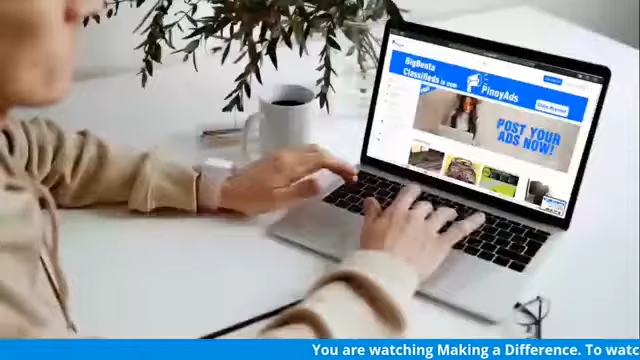 BigBenta
Classifieds
PinoyAds
POST YOUR
ADS NOW!
You are watching Making a Difference. To watc